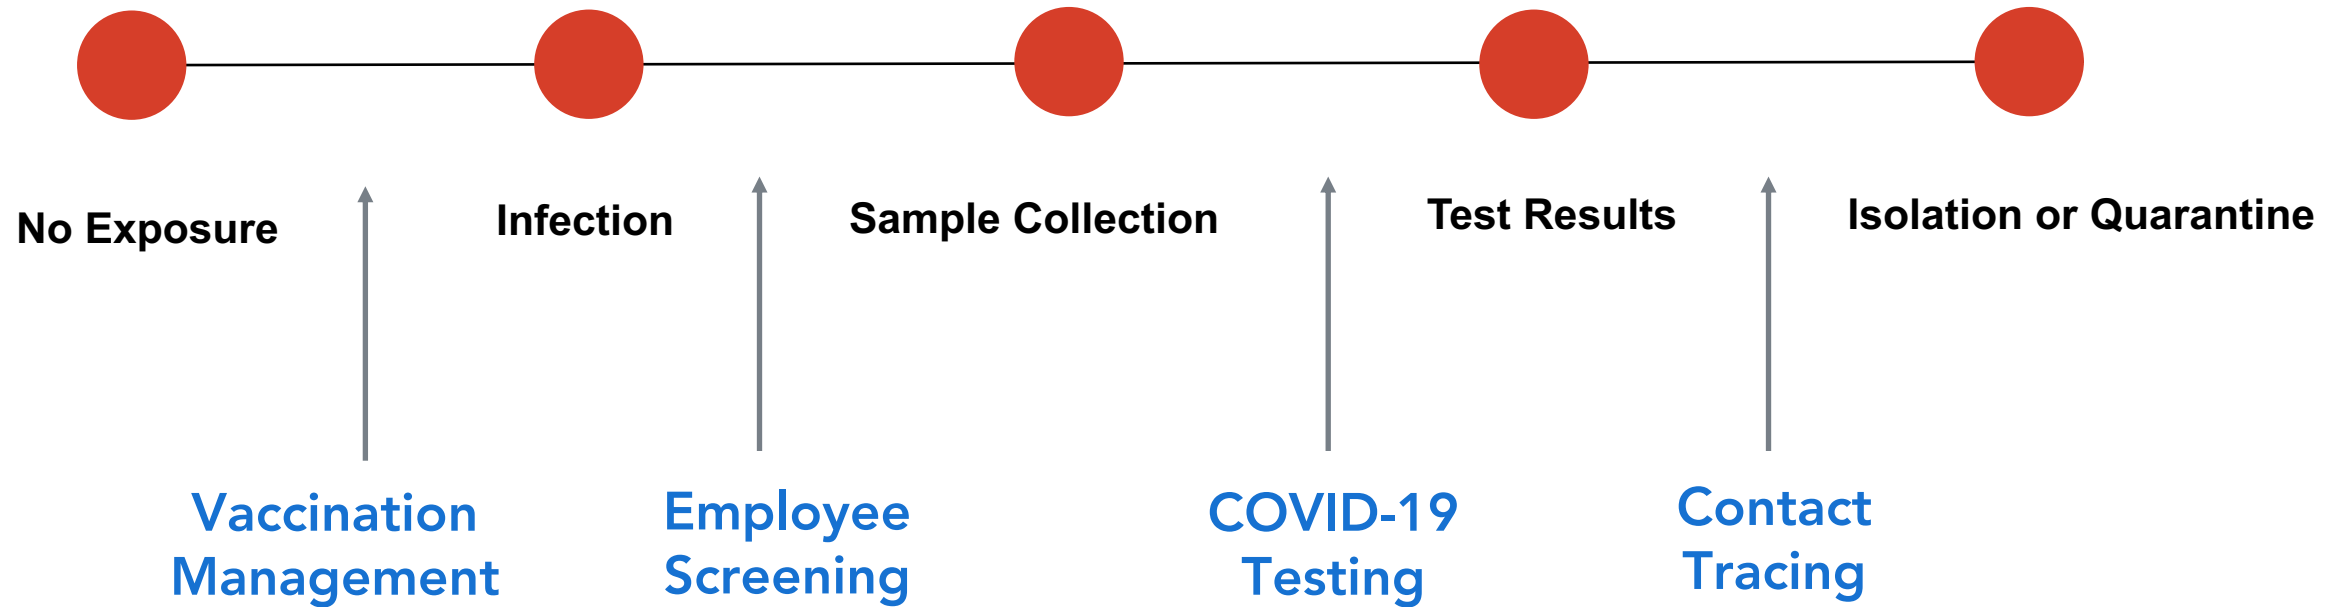 No Exposure
Infection
Sample Collection
Test Results
Isolation or Quarantine
Vaccination
Management
Employee
Screening
COVID-19
Testing
Contact
Tracing